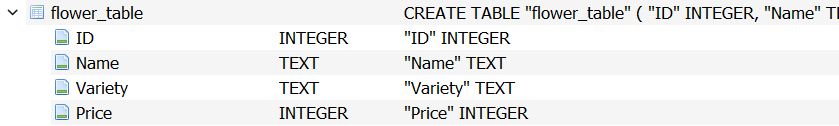 flower_table CREATE TABLE "flower_table" ( "ID" INTEGER, "Name"
ID INTEGER "ID" INTEGER
Name TEXT "Name" TEXT
Variety TEXT "Variety" TEXT
Price INTEGER "Price" INTEGER